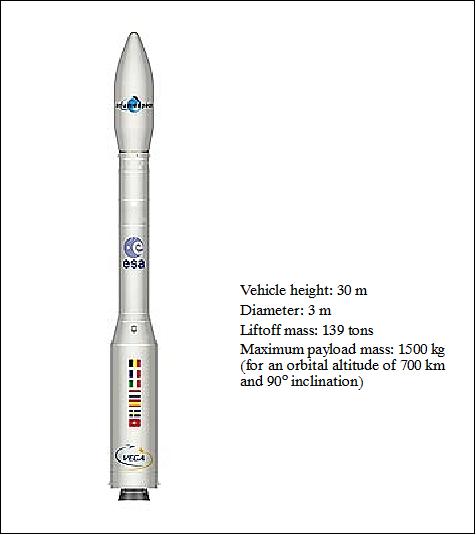 esa
VEGA
Vehicle height: 30 m
Diameter: 3 m
Liftoff mass: 139 tons
Maximum payload mass: 1500 kg
(for an orbital altitude of 700 km
and 90° inclination)